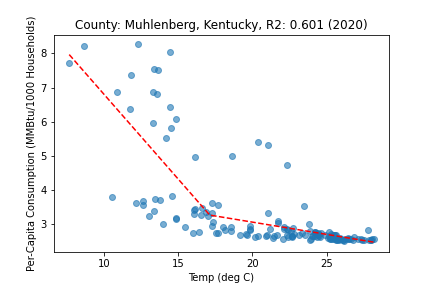 County: Muhlenberg, Kentucky, R2: 0.601 (2020)
Per-Capita Consumption (MMBtu/1000 Households)
8
7
6
5
4
3
10 15 20 25
Temp (deg C)